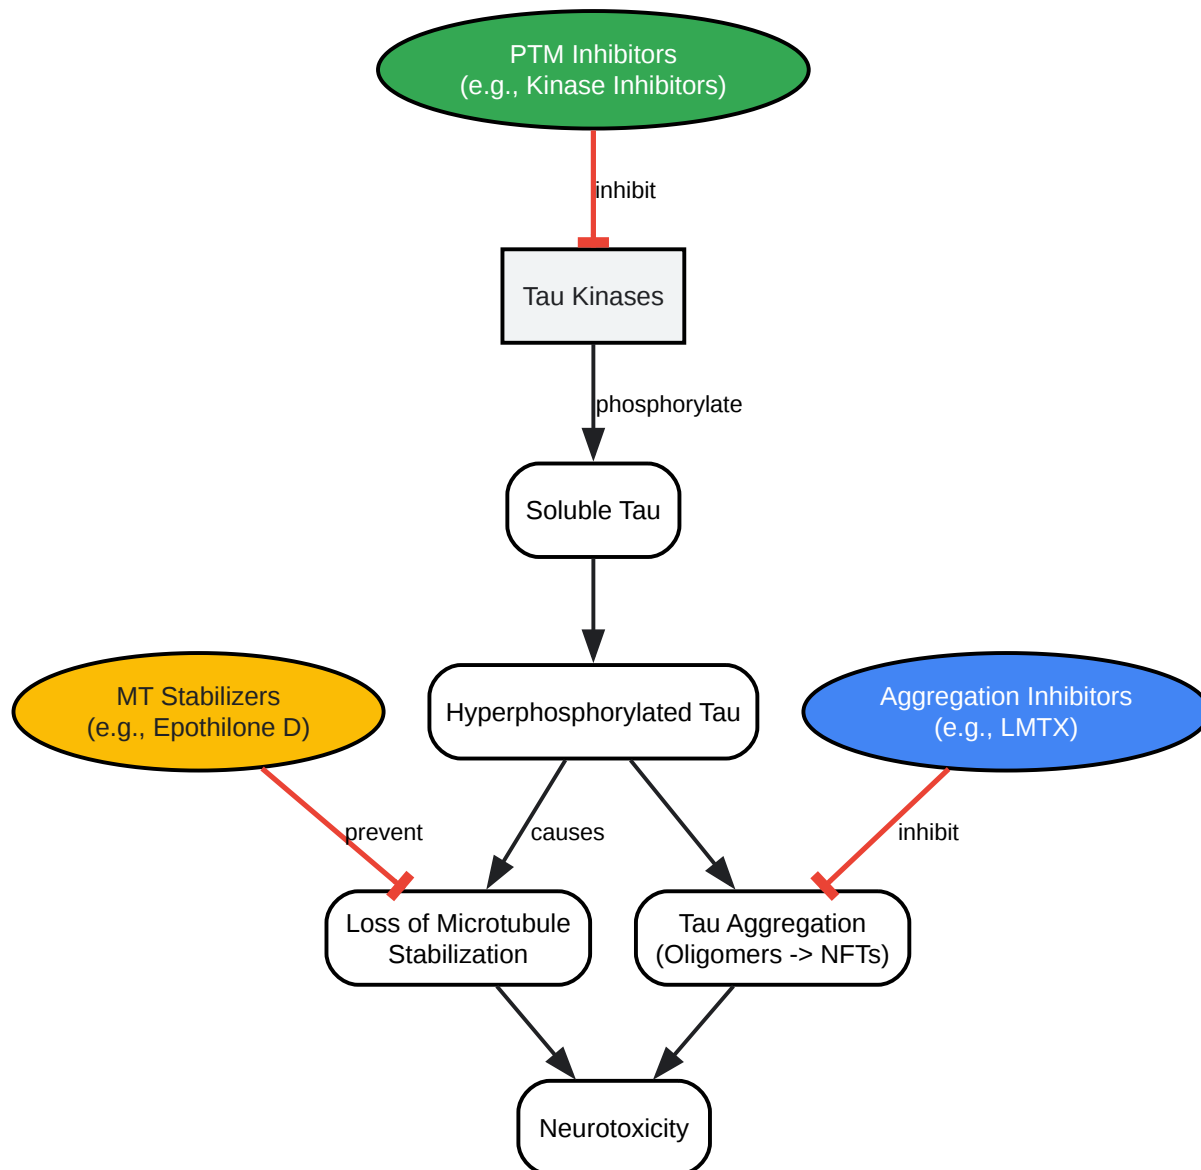 PTM Inhibitors
(e.g., Kinase Inhibitors)
inhibit
Tau Kinases
phosphorylate
Soluble Tau
Hyperphosphorylated Tau
MT Stabilizers
(e.g., Epothilone D)
Aggregation Inhibitors
(e.g., LMTX)
prevent
causes
inhibit
Loss of Microtubule
Stabilization
Tau Aggregation
(Oligomers -> NFTs)
Neurotoxicity